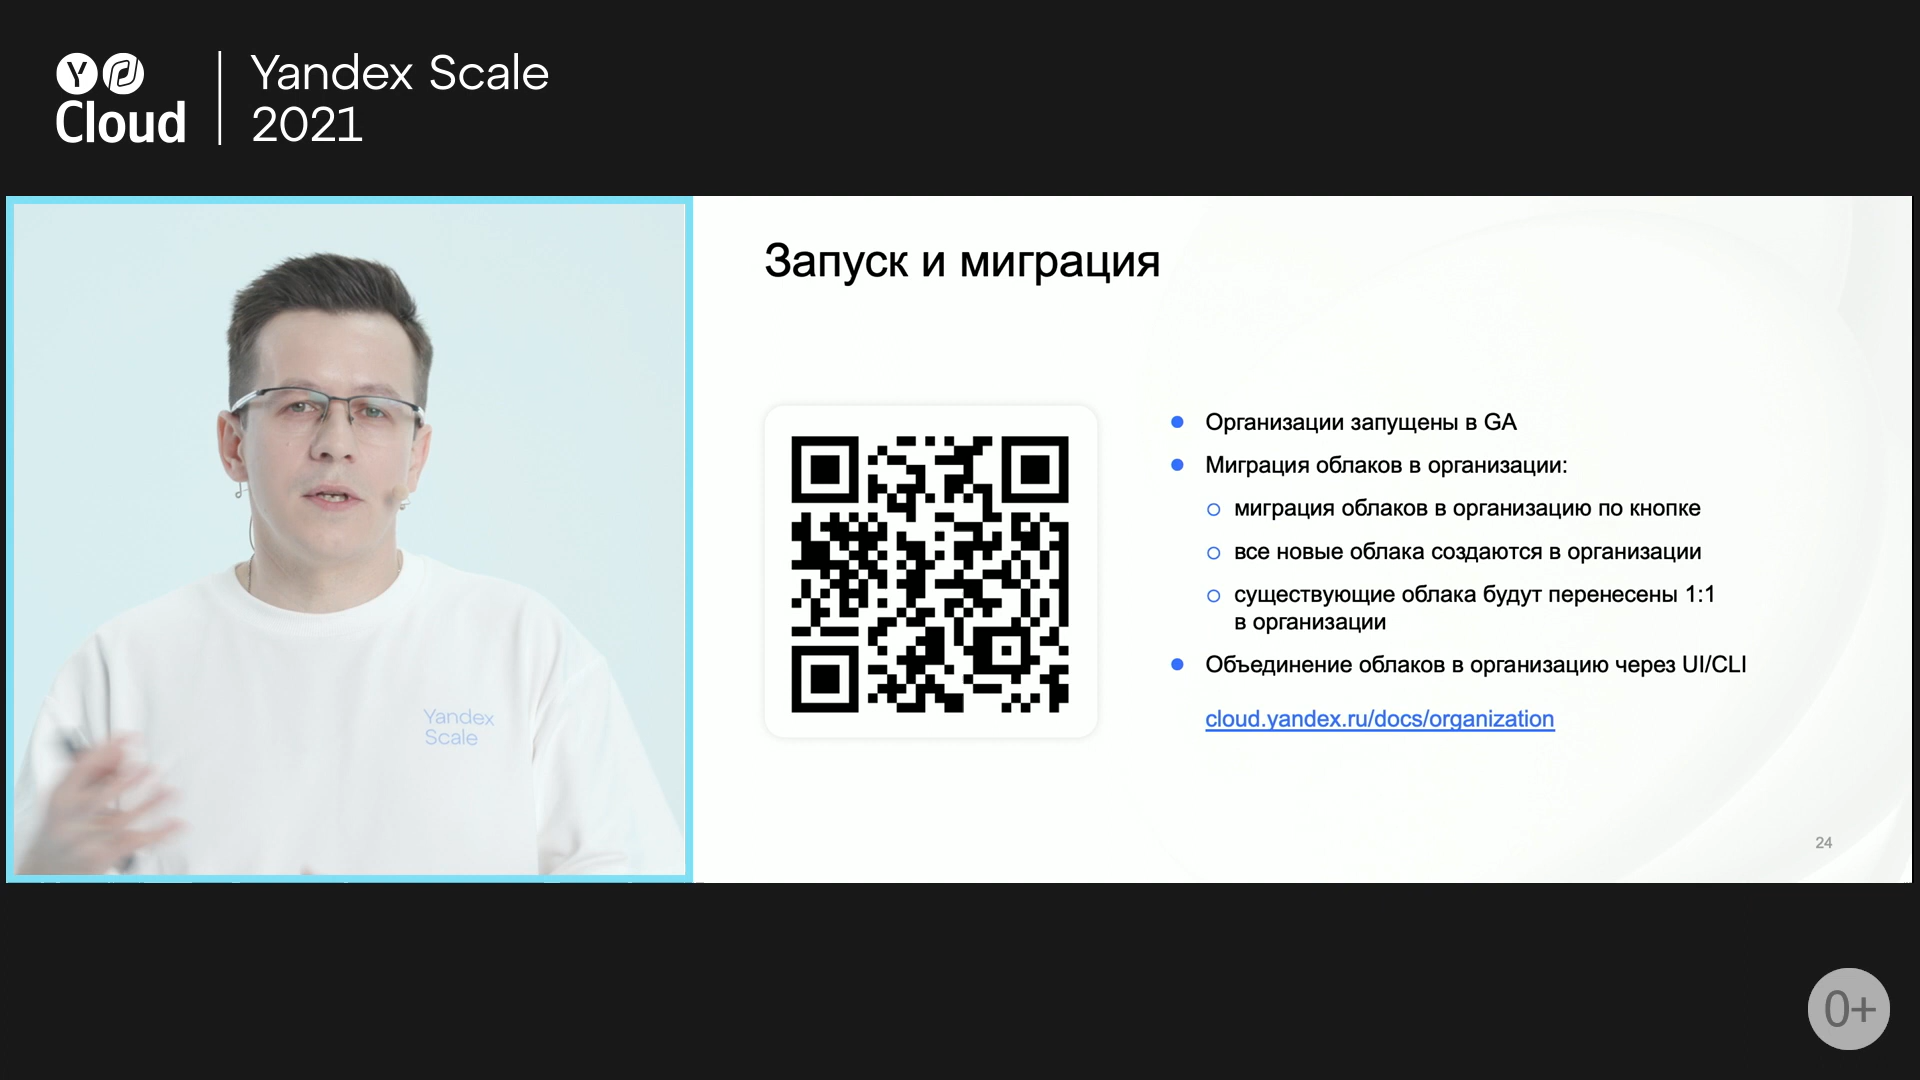 Cloud
Yandex Scale
2021
Запуск и миграция
Организации запущены в GA
Миграция облаков в организации:
миграция облаков в организацию по кнопке
все новые облака создаются в организации
существующие облака будут перенесены 1:1
в организации
Объединение облаков в организацию через UI/CLI
cloud.yandex.ru/docs/organization
Yandex
Scale
24
0+